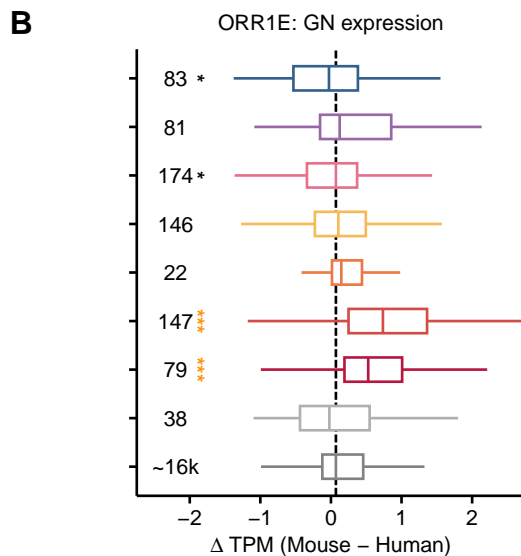 B
ORR1E: GN expression
83 *
81
174 *
146
22
147 ****
79 ***
38
~16k
−2 −1 0 1 2
Δ TPM (Mouse − Human)